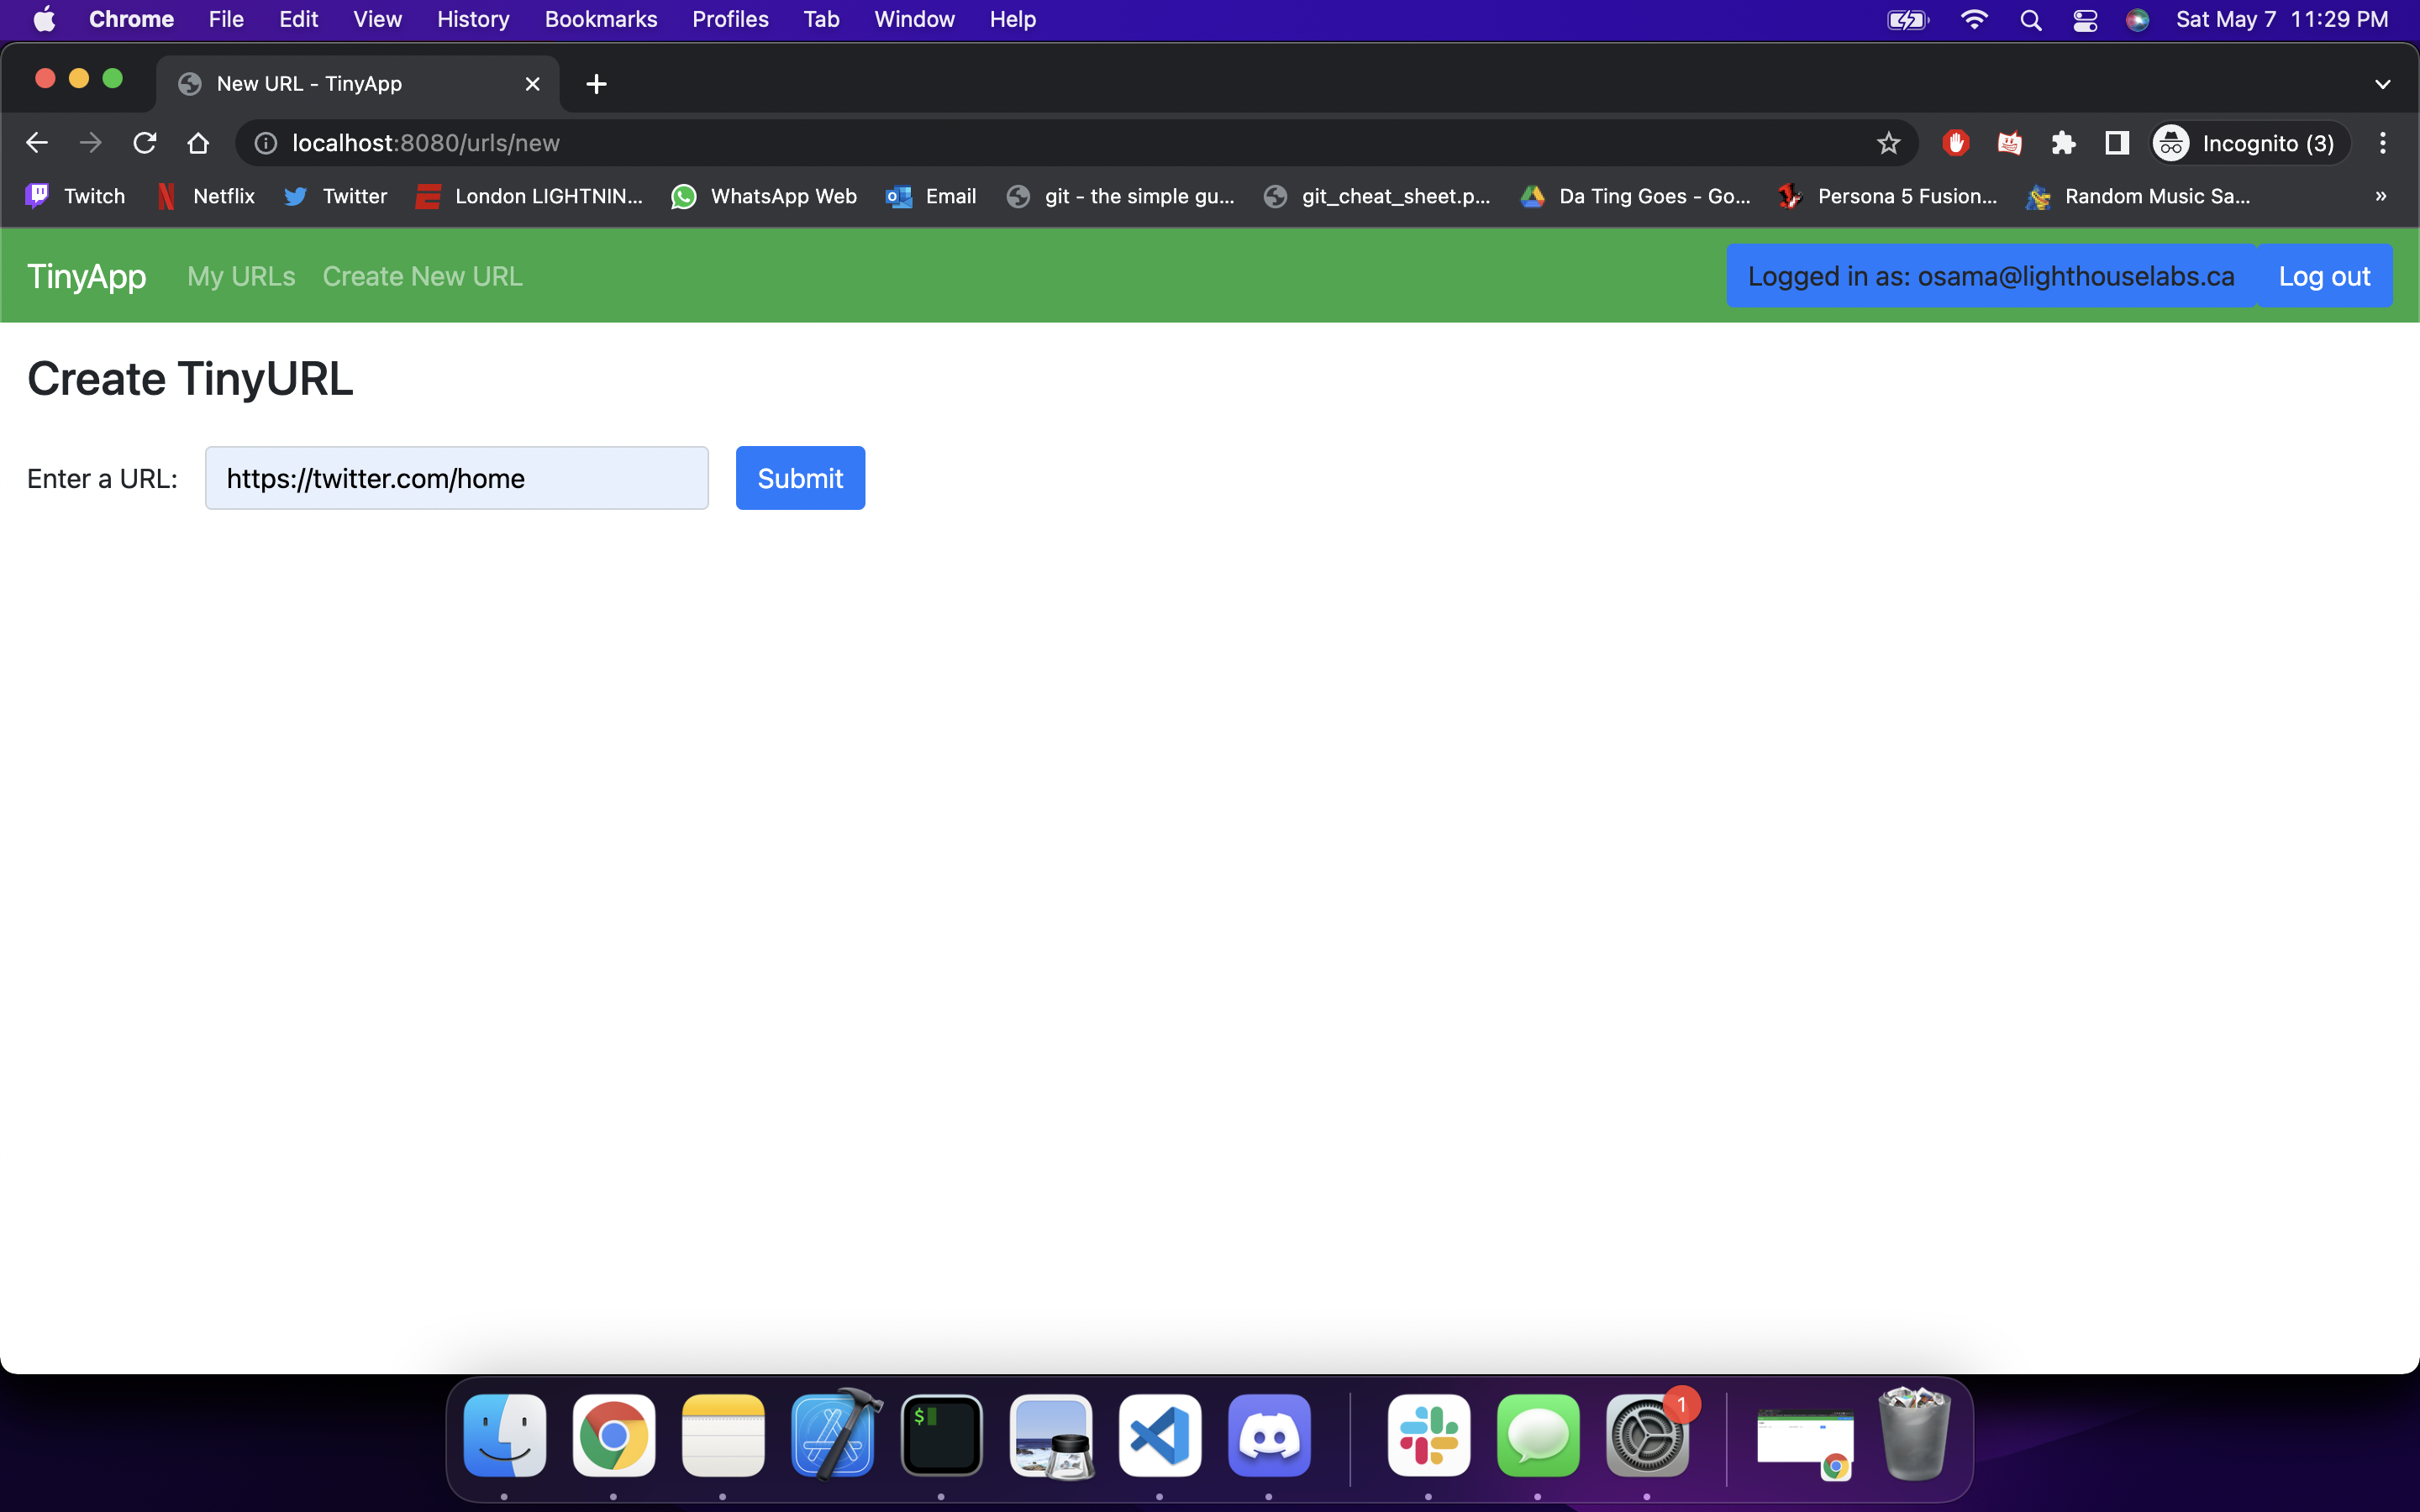 Chrome File Edit View History Bookmarks Profiles Tab Window Help Sat May 7 11:29 PM
New URL - TinyApp
localhost:8080/urls/new Incognito (3)
Twitch Netflix Twitter London LIGHTNIN... WhatsApp Web Email git - the simple gu... git_cheat_sheet.p... Da Ting Goes - Go... Persona 5 Fusion... Random Music Sa... »
TinyApp My URLs Create New URL Logged in as: osama@lighthouselabs.ca Log out
Create TinyURL
Enter a URL: https://twitter.com/home Submit
$
1